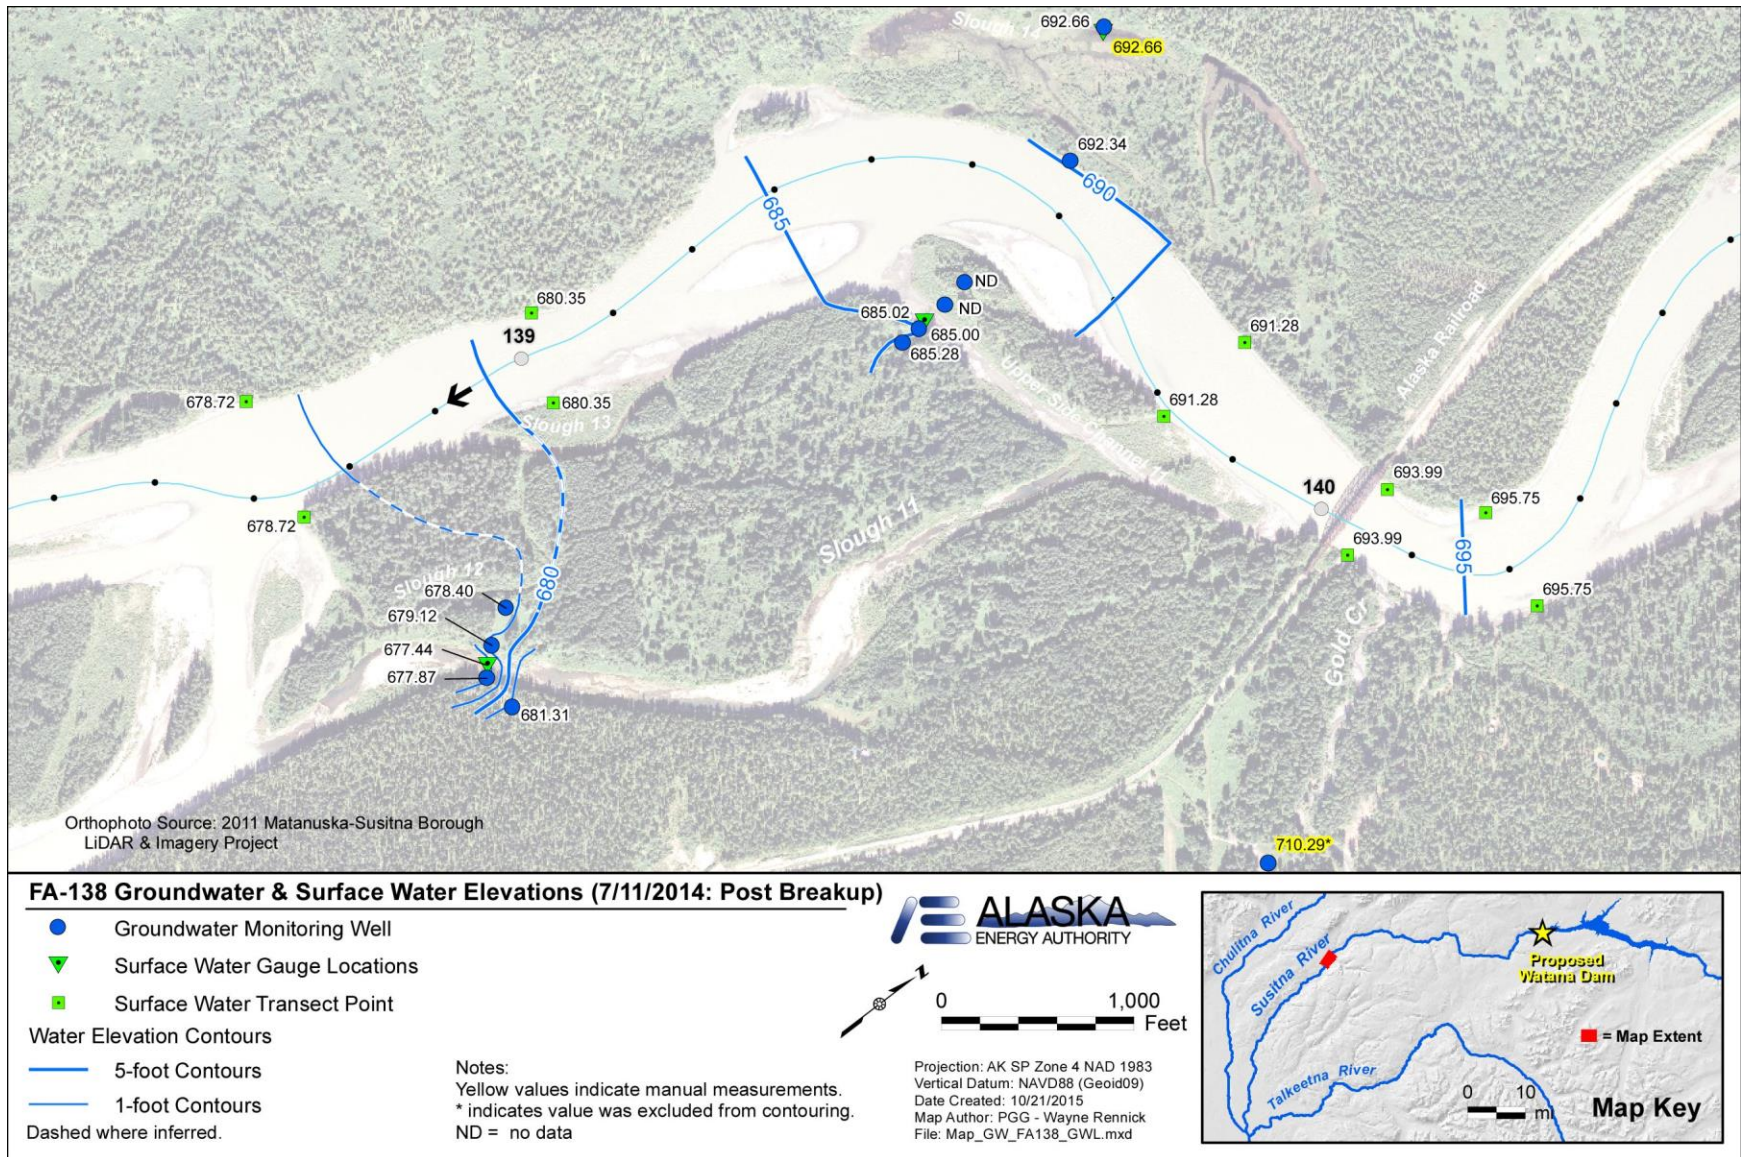 Slough 14
692.66
692.66
692.34
690
685
ND
ND
685.02
685.00
685.28
680.35
139
691.28
Alaska Railroad
678.72
680.35
Slough 13
691.28
Upper Side Channel 11
693.99
140
695.75
678.72
Slough 11
693.99
695
Slough 12
680
678.40
695.75
679.12
Gold Cr
677.44
677.87
681.31
Orthophoto Source: 2011 Matanuska-Susitna Borough
LiDAR & Imagery Project
710.29*
FA-138 Groundwater & Surface Water Elevations (7/11/2014: Post Breakup)
Groundwater Monitoring Well
Surface Water Gauge Locations
Surface Water Transect Point
Water Elevation Contours
5-foot Contours
1-foot Contours
Dashed where inferred.
Notes:
Yellow values indicate manual measurements.
* indicates value was excluded from contouring.
ND = no data
ALASKA
ENERGY AUTHORITY
N
0 1,000
Feet
Projection: AK SP Zone 4 NAD 1983
Vertical Datum: NAVD88 (Geoid09)
Date Created: 10/21/2015
Map Author: PGG - Wayne Rennick
File: Map_GW_FA138_GWL.mxd
Chulitna River
Susitna River
Proposed
Watana Dam
= Map Extent
Talkeetna River
0 10
mi
Map Key